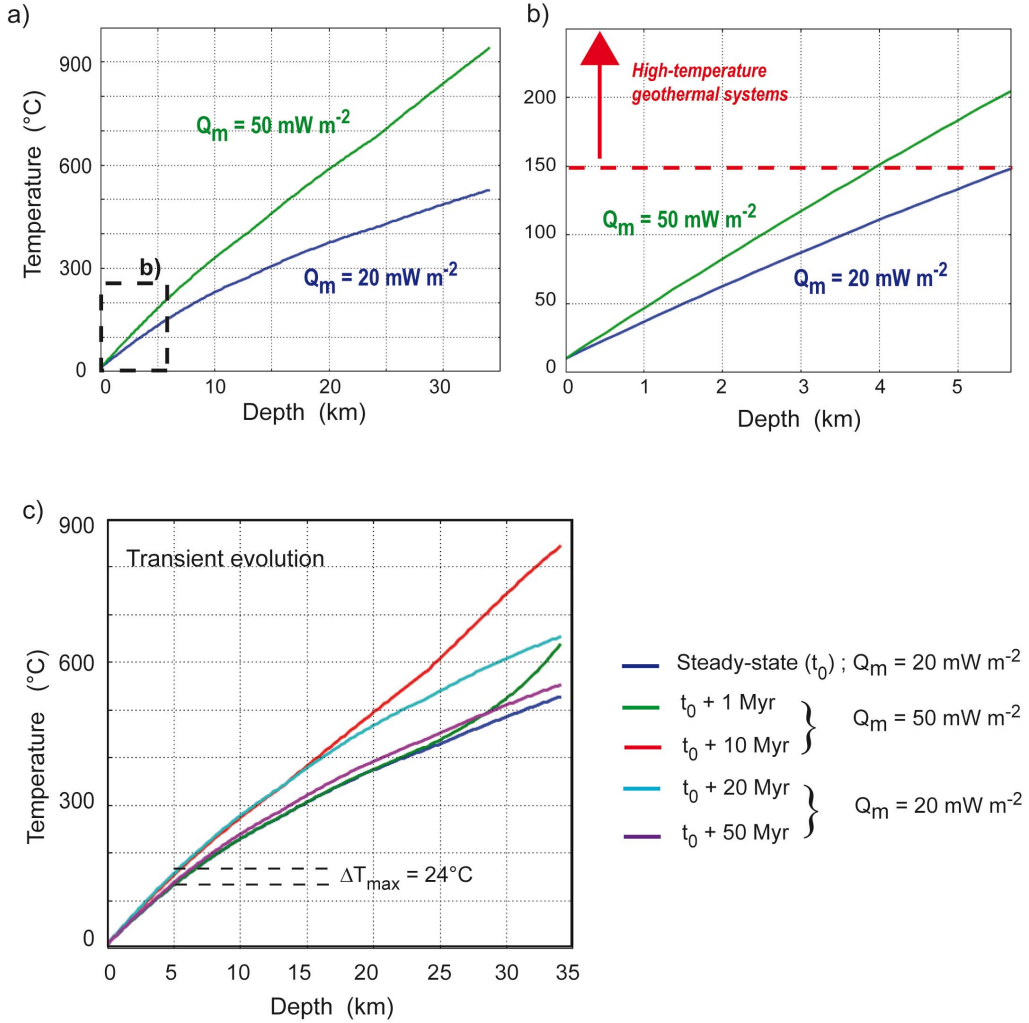 a)
900
600
300
0
Temperature (°C)
Qm = 50 mW m-2
Qm = 20 mW m-2
b)
0
10
20
30
Depth (km)
b)
200
150
100
50
0
High-temperature
geothermal systems
Qm = 50 mW m-2
Qm = 20 mW m-2
0
1
2
3
4
5
Depth (km)
c)
900
600
300
0
Temperature (°C)
Transient evolution
ΔTmax = 24°C
0
5
10
15
20
25
30
35
Depth (km)
Steady-state (t0) ; Qm = 20 mW m-2
t0 + 1 Myr
t0 + 10 Myr
} Qm = 50 mW m-2
t0 + 20 Myr
t0 + 50 Myr
} Qm = 20 mW m-2